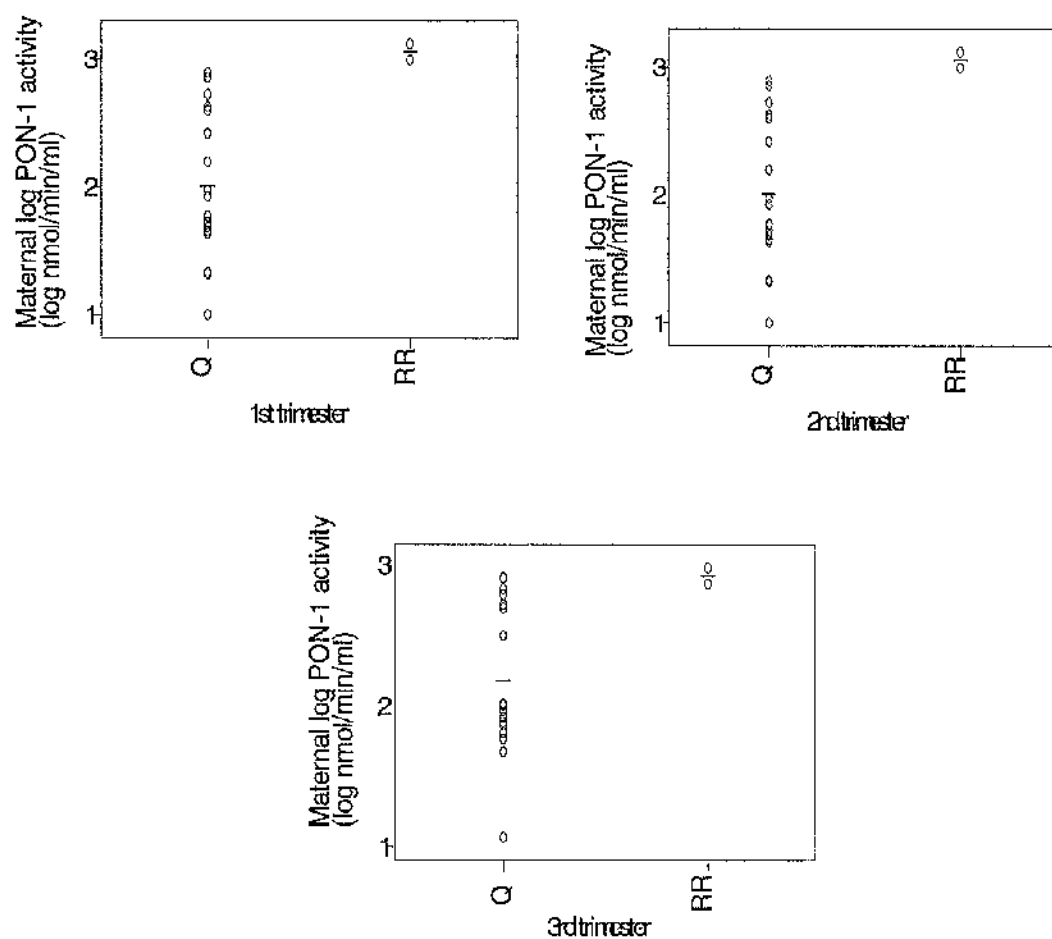 Maternal log PON-1 activity
(log nmol/min/ml)
3
2
1
Q
RR
1st trimester
Maternal log PON-1 activity
(log nmol/min/ml)
3
2
1
Q
RR
2nd trimester
Maternal log PON-1 activity
(log nmol/min/ml)
3
2
1
Q
RR
3rd trimester